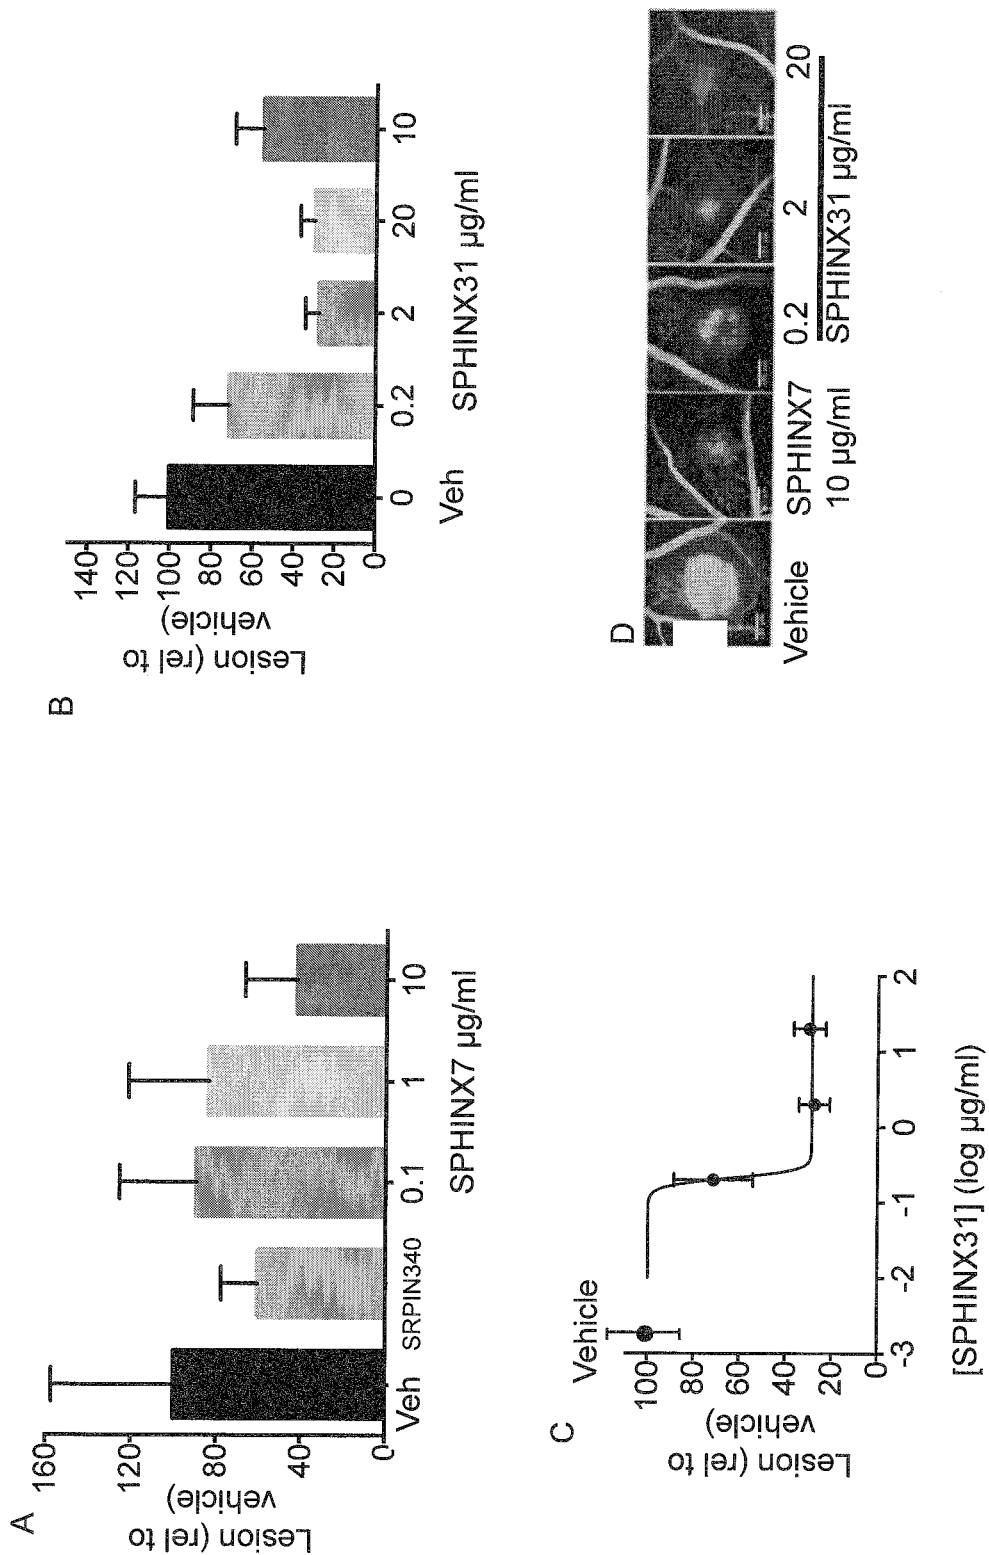 A
Lesion (rel to
vehicle)
160
120
80
40
0
Veh
SRPIN340
0.1
1
10
SPHINX7 µg/ml
B
Lesion (rel to
vehicle)
140
120
100
80
60
40
20
0
0
0.2
2
20
10
Veh
SPHINX31 µg/ml
C
Lesion (rel to
vehicle)
Vehicle
100
80
60
40
20
0
-3
-2
-1
0
1
2
[SPHINX31] (log µg/ml)
D
Vehicle
SPHINX7
10 µg/ml
0.2
2
20
SPHINX31 µg/ml